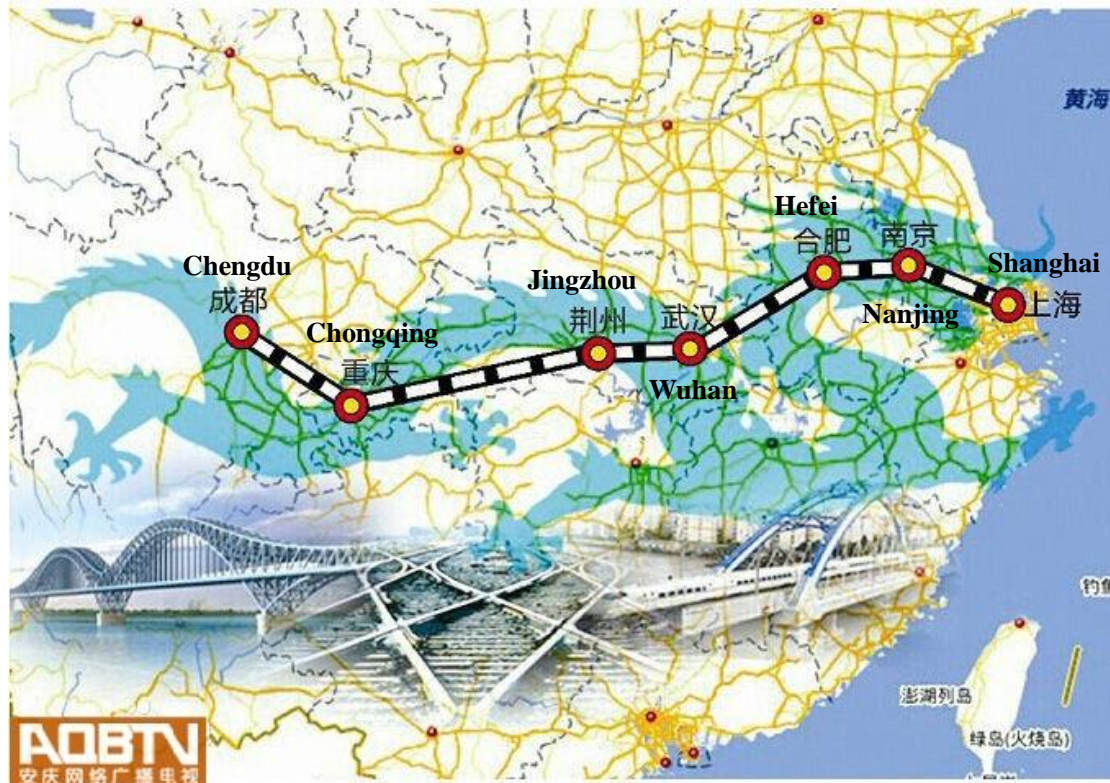 黄海
Hefei
合肥
南京
Chengdu
成都
Jingzhou
荆州
武汉
Shanghai
上海
Chongqing
重庆
Nanjing
Wuhan
澎湖列岛
绿岛(火烧岛)
AQBTV
安庆网络广播电视